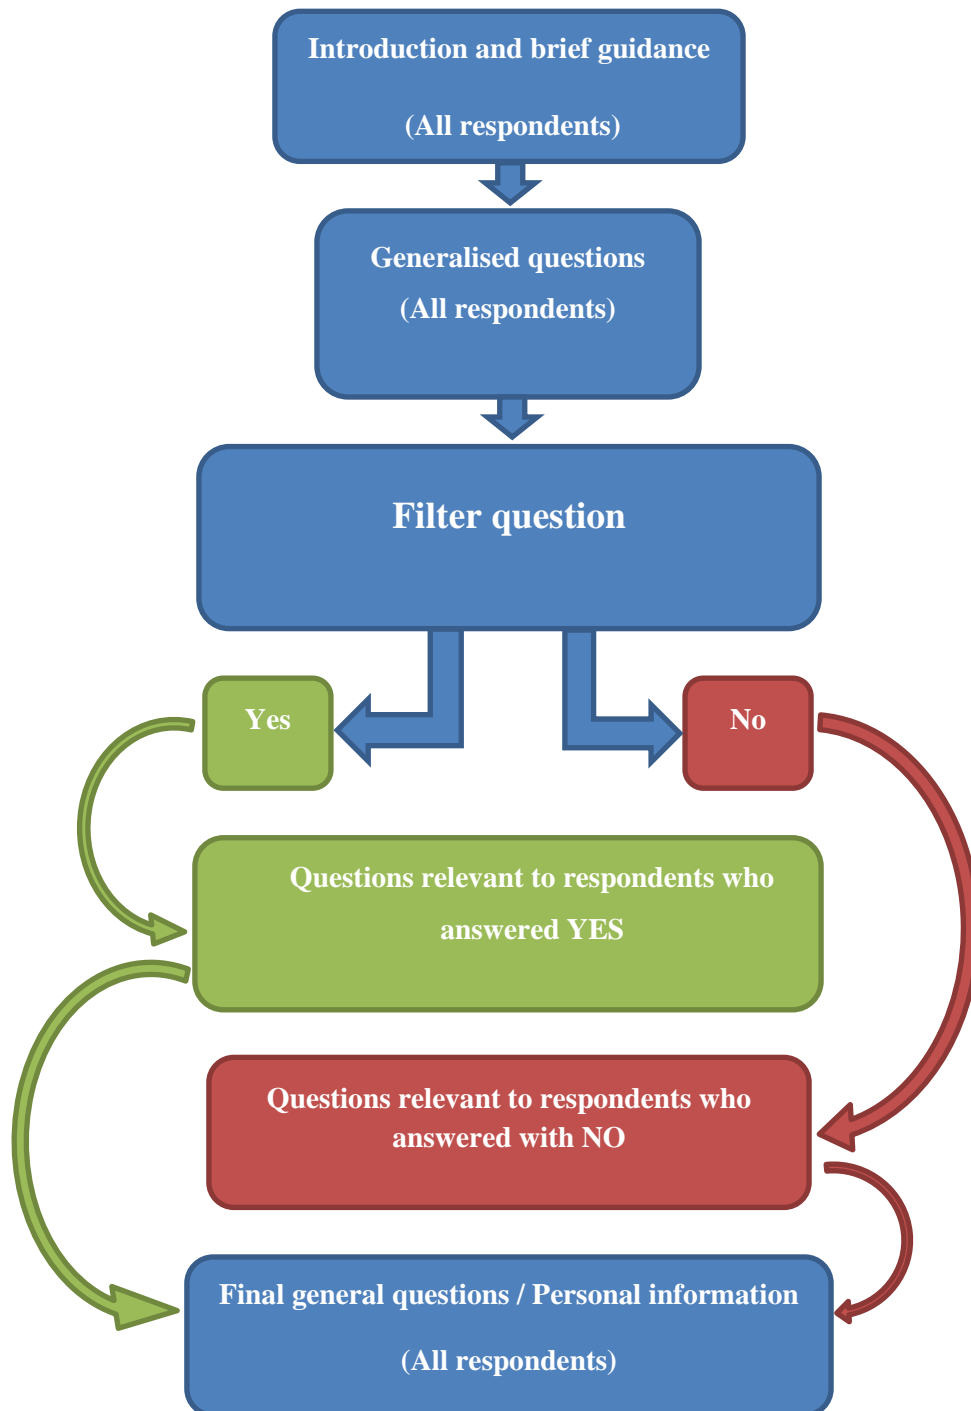 Introduction and brief guidance
(All respondents)
Generalised questions
(All respondents)
Filter question
Yes
No
Questions relevant to respondents who
answered YES
Questions relevant to respondents who
answered with NO
Final general questions / Personal information
(All respondents)